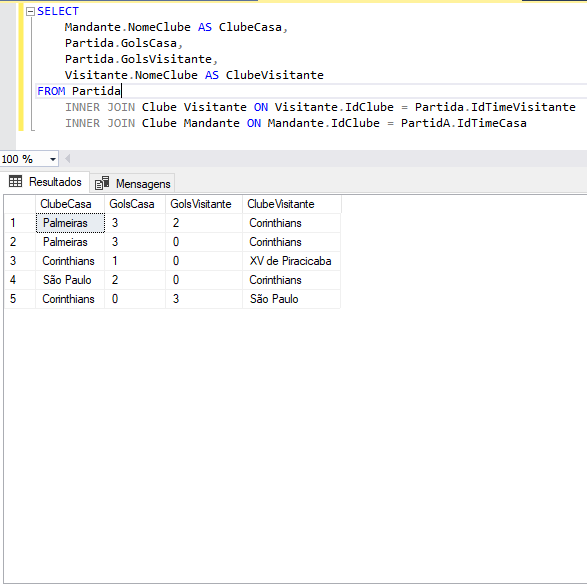 SELECT
Mandante.NomeClube AS ClubeCasa,
Partida.GolsCasa,
Partida.GolsVisitante,
Visitante.NomeClube AS ClubeVisitante
FROM Partida
INNER JOIN Clube Visitante ON Visitante.IdClube = Partida.IdTimeVisitante
INNER JOIN Clube Mandante ON Mandante.IdClube = PartidA.IdTimeCasa
100 %
Resultados Mensagens
ClubeCasa GolsCasa GolsVisitante ClubeVisitante
1 Palmeiras 3 2 Corinthians
2 Palmeiras 3 0 Corinthians
3 Corinthians 1 0 XV de Piracicaba
4 São Paulo 2 0 Corinthians
5 Corinthians 0 3 São Paulo